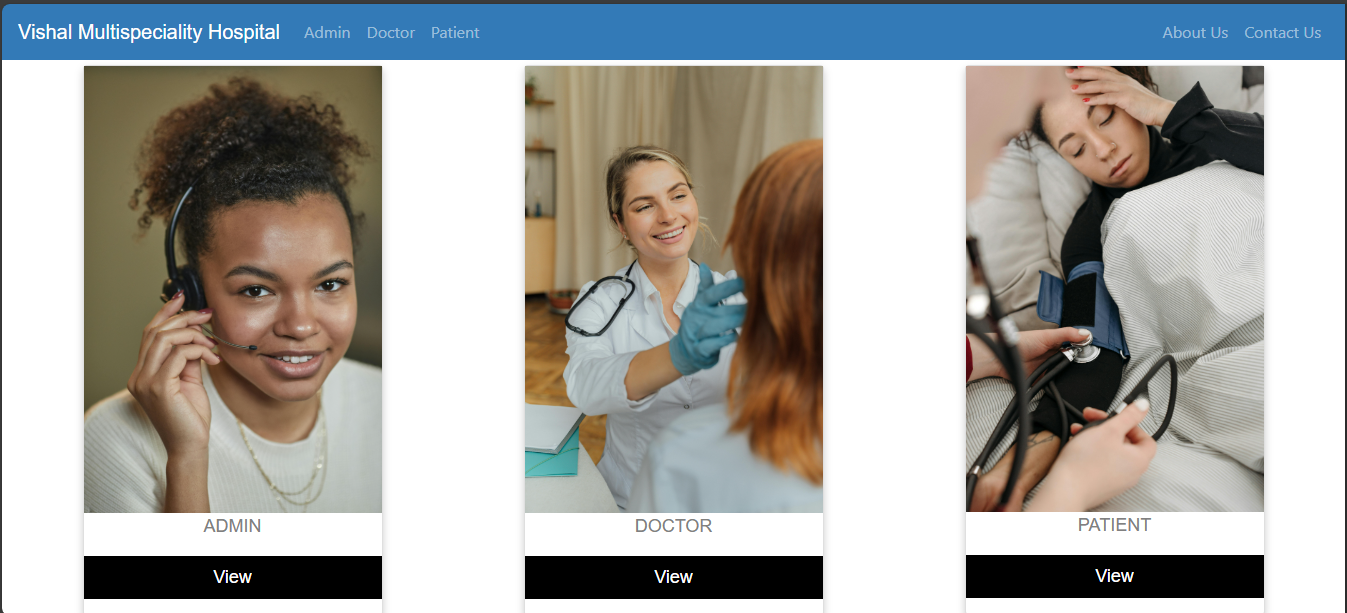 Vishal Multispeciality Hospital Admin Doctor Patient About Us Contact Us
ADMIN DOCTOR PATIENT
View View View